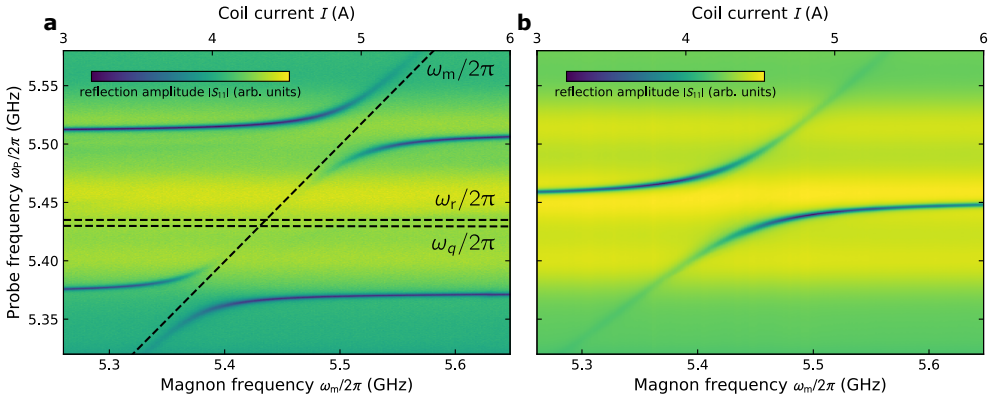 a
Coil current I (A)
3 4 5 6
reflection amplitude |S₁₁| (arb. units)
ωₘ/2π
ωᵣ/2π
ω_q/2π
Probe frequency ωₚ/2π (GHz)
5.55
5.50
5.45
5.40
5.35
5.3 5.4 5.5 5.6
Magnon frequency ωₘ/2π (GHz)
b
Coil current I (A)
3 4 5 6
reflection amplitude |S₁₁| (arb. units)
5.3 5.4 5.5 5.6
Magnon frequency ωₘ/2π (GHz)